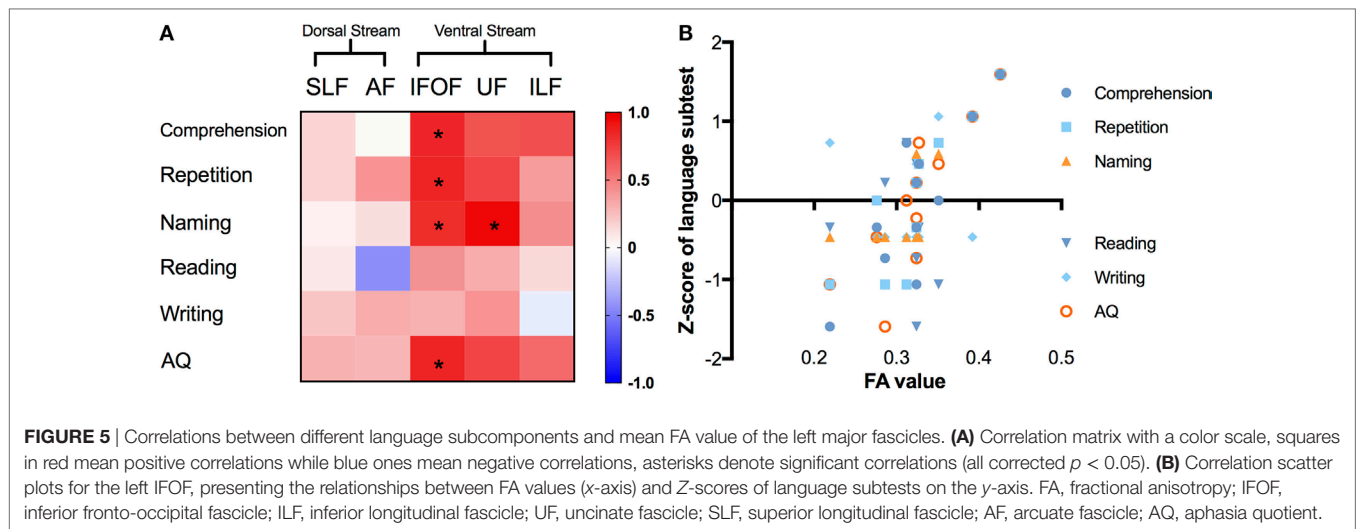 A
Dorsal Stream Ventral Stream
SLF AF IFOF UF ILF
Comprehension
*
Repetition
*
Naming
* *
Reading
Writing
AQ
*
1.0
0.5
0
-0.5
-1.0
B
Z-score of language subtest
2
1
0
-1
-2
0.2 0.3 0.4 0.5
FA value
Comprehension
Repetition
Naming
Reading
Writing
AQ
FIGURE 5 | Correlations between different language subcomponents and mean FA value of the left major fascicles. (A) Correlation matrix with a color scale, squares
in red mean positive correlations while blue ones mean negative correlations, asterisks denote significant correlations (all corrected p < 0.05). (B) Correlation scatter
plots for the left IFOF, presenting the relationships between FA values (x-axis) and Z-scores of language subtests on the y-axis. FA, fractional anisotropy; IFOF,
inferior fronto-occipital fascicle; ILF, inferior longitudinal fascicle; UF, uncinate fascicle; SLF, superior longitudinal fascicle; AF, arcuate fascicle; AQ, aphasia quotient.